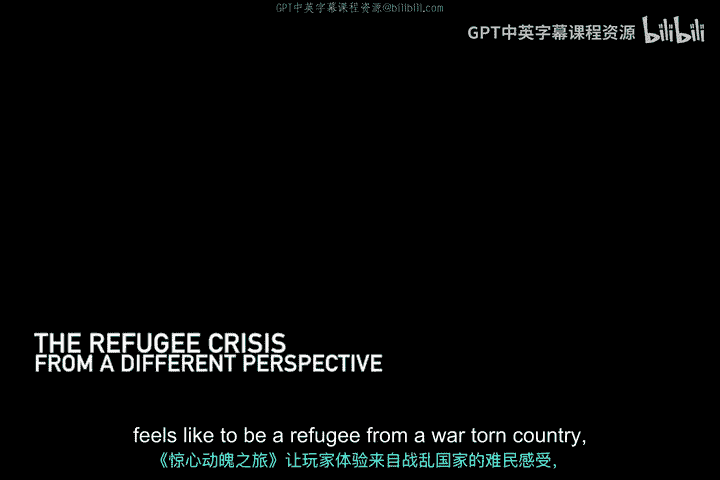 GPT中英字幕课程资源@bilibili.com
GPT中英字幕课程资源 bilibili
THE REFUGEE CRISIS
FROM A DIFFERENT PERSPECTIVE
feels like to be a refugee from a war torn country,
《惊心动魄之旅》让玩家体验来自战乱国家的难民感受,